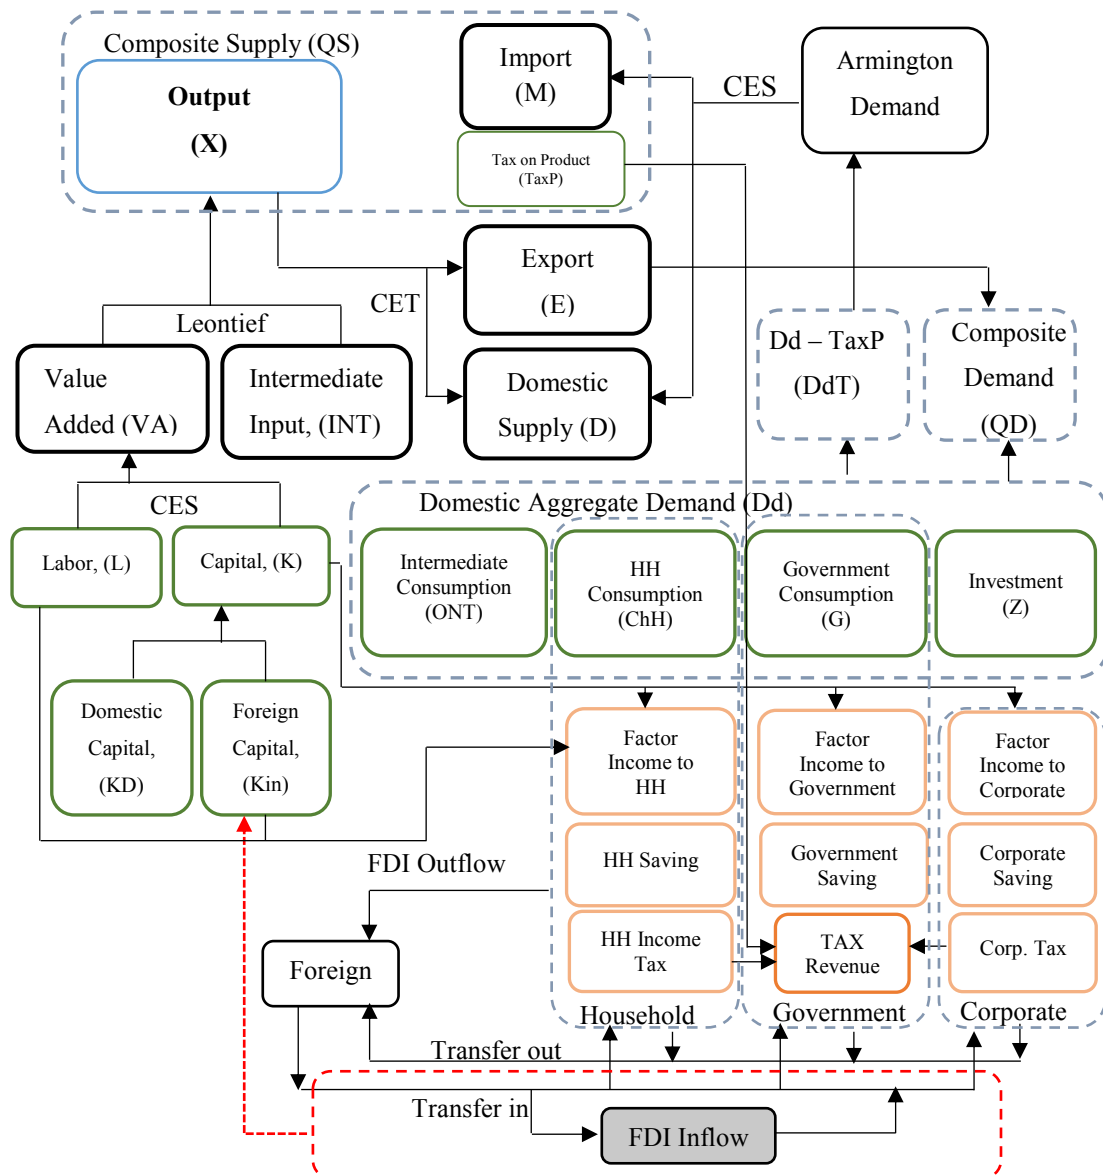 Composite Supply (QS)
Output
(X)
Import
(M)
Tax on Product
(TaxP)
CES
Armington
Demand
Export
(E)
CET
Leontief
Value
Added (VA)
Intermediate
Input, (INT)
Domestic
Supply (D)
Dd – TaxP
(DdT)
Composite
Demand
(QD)
CES
Domestic Aggregate Demand (Dd)
Labor, (L)
Capital, (K)
Intermediate
Consumption
(ONT)
HH
Consumption
(ChH)
Government
Consumption
(G)
Investment
(Z)
Domestic
Capital,
(KD)
Foreign
Capital,
(Kin)
Factor
Income to
HH
Factor
Income to
Government
Factor
Income to
Corporate
HH Saving
Government
Saving
Corporate
Saving
FDI Outflow
HH Income
Tax
TAX
Revenue
Corp. Tax
Foreign
Household
Government
Corporate
Transfer out
Transfer in
FDI Inflow